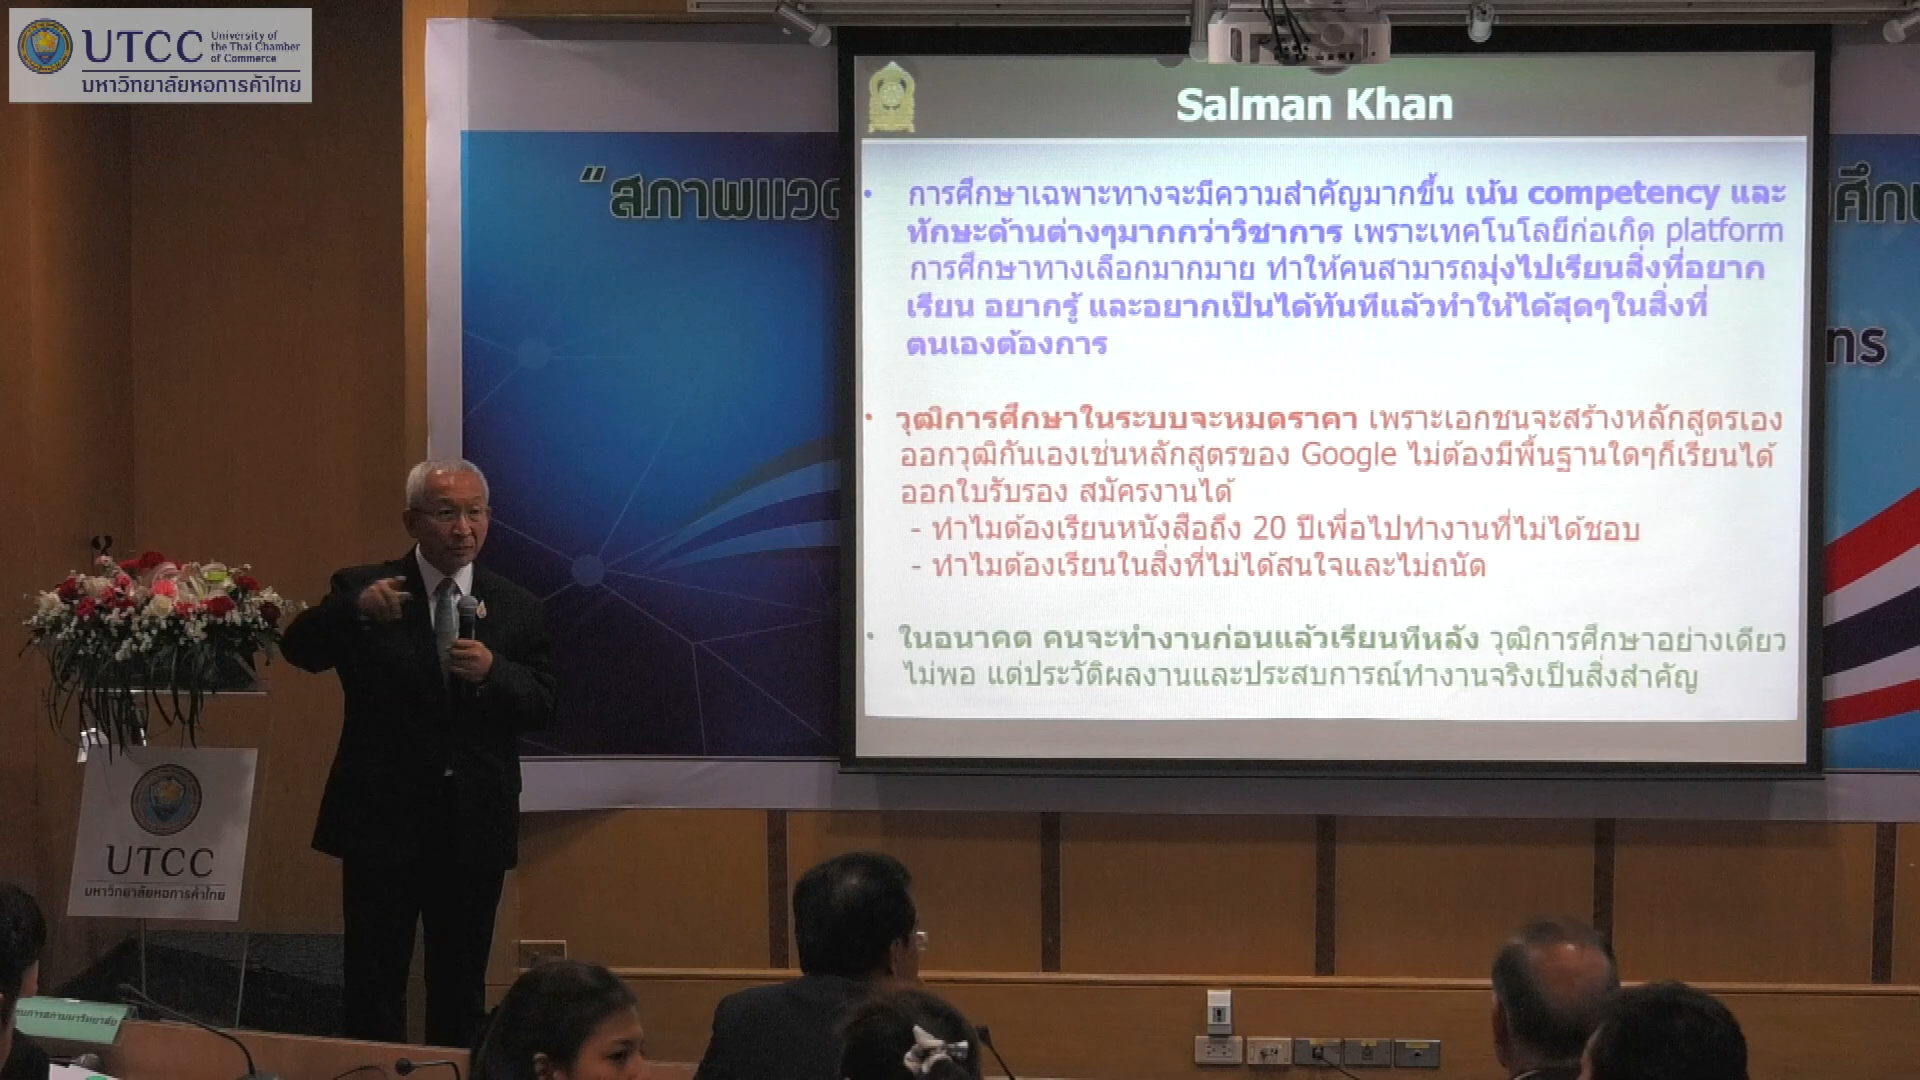 UTCC
University of
the Thai Chamber
of Commerce
มหาวิทยาลัยหอการค้าไทย
Salman Khan
• การศึกษาเฉพาะทางจะมีความสำคัญมากขึ้น เน้น competency และ
ทักษะด้านต่างๆมากกว่าวิชาการ เพราะเทคโนโลยีก่อเกิด platform
การศึกษาทางเลือกมากมาย ทำให้คนสามารถมุ่งไปเรียนสิ่งที่อยาก
เรียน อยากรู้ และอยากเป็นได้ทันทีแล้วทำให้ได้สุดๆในสิ่งที่
ตนเองต้องการ
• วุฒิการศึกษาในระบบจะหมดราคา เพราะเอกชนจะสร้างหลักสูตรเอง
ออกวุฒิกันเองเช่นหลักสูตรของ Google ไม่ต้องมีพื้นฐานใดๆก็เรียนได้
ออกใบรับรอง สมัครงานได้
- ทำไมต้องเรียนหนังสือถึง 20 ปีเพื่อไปทำงานที่ไม่ได้ชอบ
- ทำไมต้องเรียนในสิ่งที่ไม่ได้สนใจและไม่ถนัด
• ในอนาคต คนจะทำงานก่อนแล้วเรียนทีหลัง วุฒิการศึกษาอย่างเดียว
ไม่พอ แต่ประวัติผลงานและประสบการณ์ทำงานจริงเป็นสิ่งสำคัญ
“สภาพแวด
UTCC
มหาวิทยาลัยหอการค้าไทย